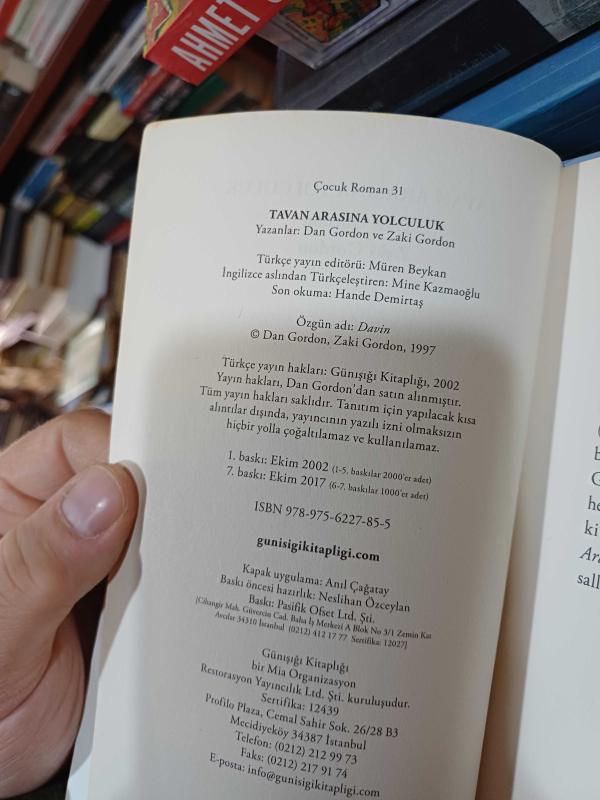 AHMET
Çocuk Roman 31
TAVAN ARASINA YOLCULUK
Yazanlar: Dan Gordon ve Zaki Gordon
Türkçe yayın editörü: Müren Beykan
İngilizce aslından Türkçeleştiren: Mine Kazmaoğlu
Son okuma: Hande Demirtaş
Özgün adı: Davin
© Dan Gordon, Zaki Gordon, 1997
Türkçe yayın hakları: Günışığı Kitaplığı, 2002
Yayın hakları, Dan Gordon'dan satın alınmıştır.
Tüm yayın hakları saklıdır. Tanıtım için yapılacak kısa
alıntılar dışında, yayıncının yazılı izni olmaksızın
hiçbir yolla çoğaltılamaz ve kullanılamaz.
1. baskı: Ekim 2002 (1-5. baskılar 2000'er adet)
7. baskı: Ekim 2017 (6-7. baskılar 1000'er adet)
ISBN 978-975-6227-85-5
gunisigikitapligi.com
Kapak uygulama: Anıl Çağatay
Baskı öncesi hazırlık: Neslihan Özceylan
Baskı: Pasifik Ofset Ltd. Şti.
[Cihangir Mah. Güvercin Cad. Baha İş Merkezi A Blok No 3/1 Zemin Kat
Avcılar 34310 İstanbul (0212) 412 17 77 Sertifika: 12027]
Günışığı Kitaplığı
bir Mia Organizasyon
Restorasyon Yayıncılık Ltd. Şti. kuruluşudur.
Sertifika: 12439
Profilo Plaza, Cemal Sahir Sok. 26/28 B3
Mecidiyeköy 34387 İstanbul
Telefon: (0212) 212 99 73
Faks: (0212) 217 91 74
E-posta: info@gunisigikitapligi.com